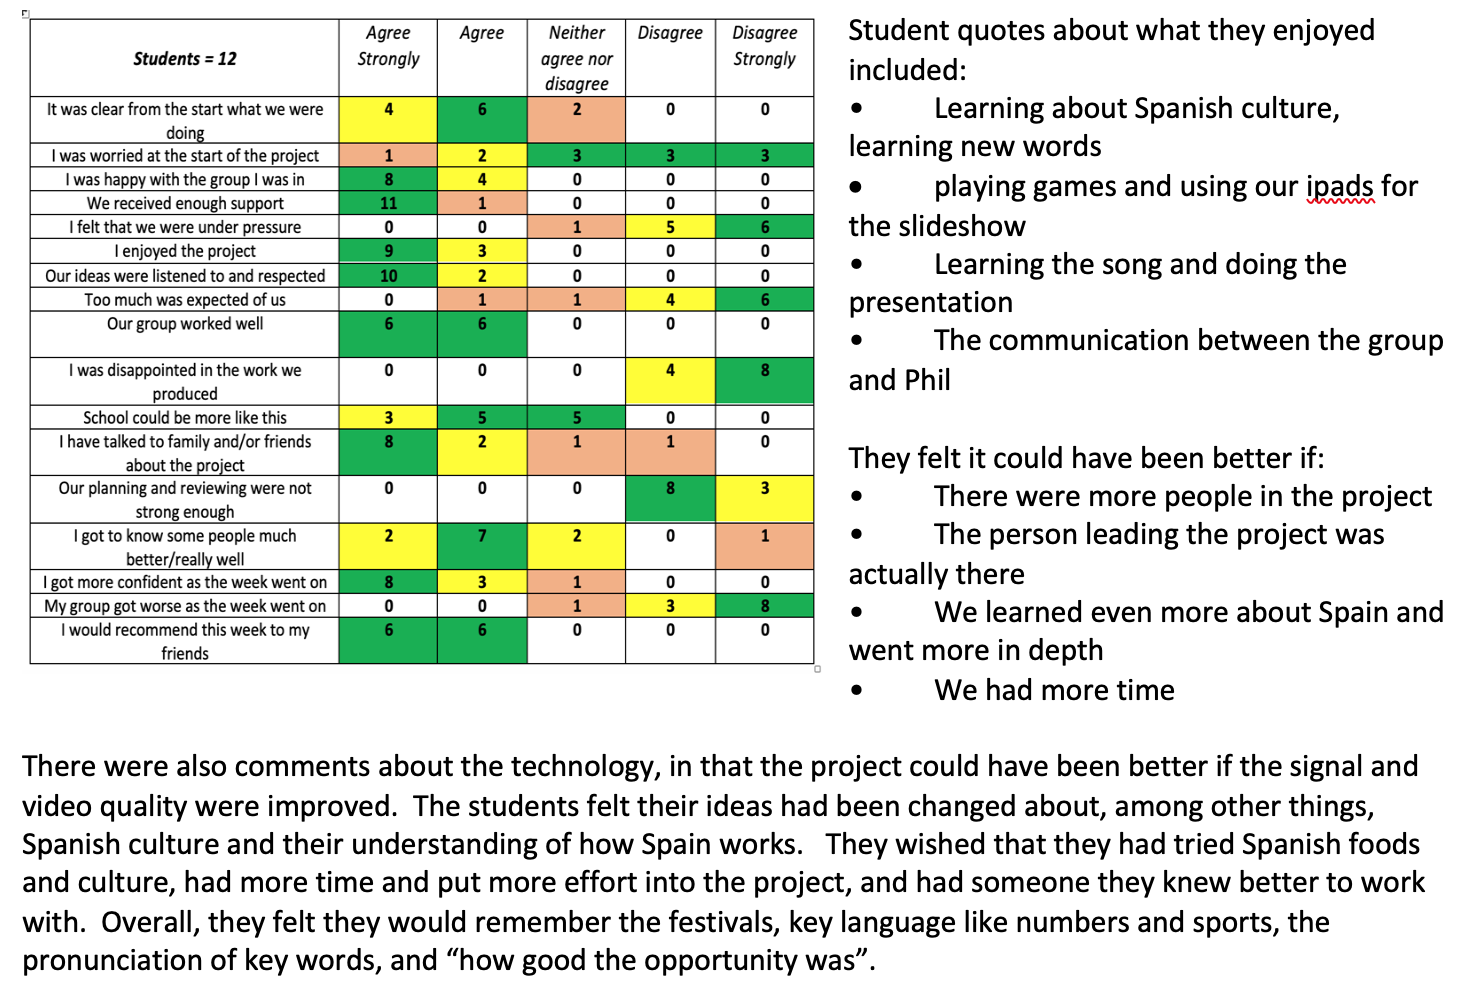 Students = 12 Agree Strongly Agree Neither agree nor disagree Disagree Disagree Strongly
It was clear from the start what we were doing 4 6 2 0 0
I was worried at the start of the project 1 2 3 3 3
I was happy with the group I was in 8 4 0 0 0
We received enough support 11 1 0 0 0
I felt that we were under pressure 0 0 1 5 6
I enjoyed the project 9 3 0 0 0
Our ideas were listened to and respected 10 2 0 0 0
Too much was expected of us 0 1 1 4 6
Our group worked well 6 6 0 0 0
I was disappointed in the work we produced 0 0 0 4 8
School could be more like this 3 5 5 0 0
I have talked to family and/or friends about the project 8 2 1 1 0
Our planning and reviewing were not strong enough 0 0 0 8 3
I got to know some people much better/really well 2 7 2 0 1
I got more confident as the week went on 8 3 1 0 0
My group got worse as the week went on 0 0 1 3 8
I would recommend this week to my friends 6 6 0 0 0
Student quotes about what they enjoyed
included:
• Learning about Spanish culture,
learning new words
• playing games and using our ipads for
the slideshow
• Learning the song and doing the
presentation
• The communication between the group
and Phil
They felt it could have been better if:
• There were more people in the project
• The person leading the project was
actually there
• We learned even more about Spain and
went more in depth
• We had more time
There were also comments about the technology, in that the project could have been better if the signal and
video quality were improved.  The students felt their ideas had been changed about, among other things,
Spanish culture and their understanding of how Spain works.   They wished that they had tried Spanish foods
and culture, had more time and put more effort into the project, and had someone they knew better to work
with.  Overall, they felt they would remember the festivals, key language like numbers and sports, the
pronunciation of key words, and “how good the opportunity was”.